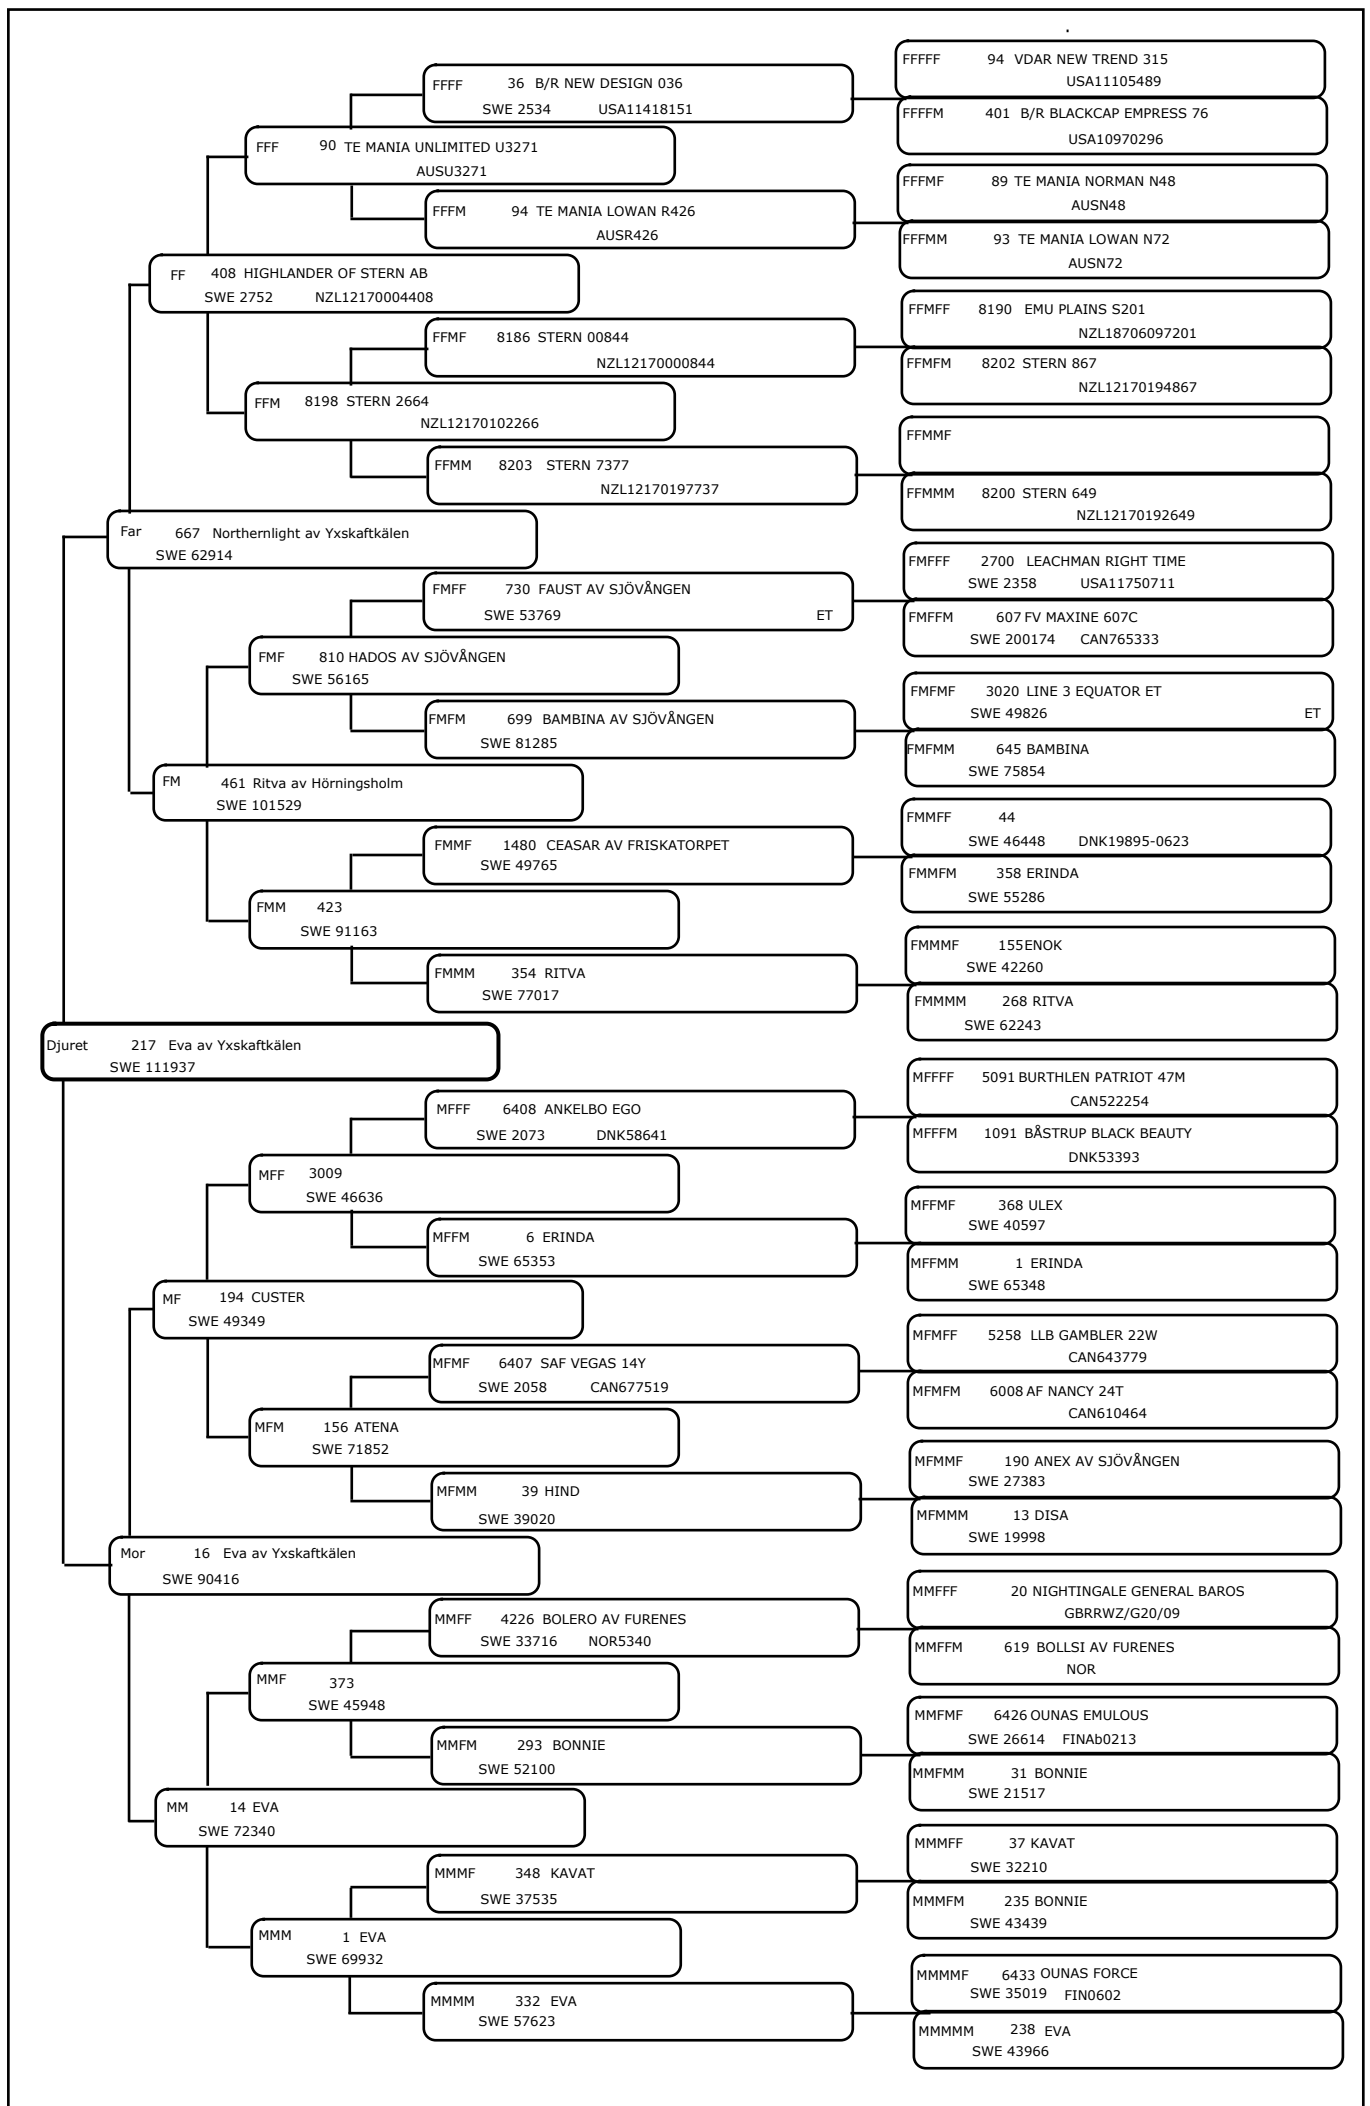 FFFFF 94 VDAR NEW TREND 315
USA11105489
FFFF 36 B/R NEW DESIGN 036
SWE 2534 USA11418151
FFFFM 401 B/R BLACKCAP EMPRESS 76
USA10970296
FFF 90 TE MANIA UNLIMITED U3271
AUSU3271
FFFMF 89 TE MANIA NORMAN N48
AUSN48
FFFM 94 TE MANIA LOWAN R426
AUSR426
FFFMM 93 TE MANIA LOWAN N72
AUSN72
FF 408 HIGHLANDER OF STERN AB
SWE 2752 NZL12170004408
FFMFF 8190 EMU PLAINS S201
NZL18706097201
FFMF 8186 STERN 00844
NZL12170000844
FFMFM 8202 STERN 867
NZL12170194867
FFM 8198 STERN 2664
NZL12170102266
FFMMF
FFMM 8203 STERN 7377
NZL12170197737
FFMMM 8200 STERN 649
NZL12170192649
Far 667 Northernlight av Yxskaftkälen
SWE 62914
FMFFF 2700 LEACHMAN RIGHT TIME
SWE 2358 USA11750711
FMFF 730 FAUST AV SJÖVÅNGEN
SWE 53769 ET
FMFFM 607 FV MAXINE 607C
SWE 200174 CAN765333
FMF 810 HADOS AV SJÖVÅNGEN
SWE 56165
FMFMF 3020 LINE 3 EQUATOR ET
SWE 49826 ET
FMFM 699 BAMBINA AV SJÖVÅNGEN
SWE 81285
FMFMM 645 BAMBINA
SWE 75854
FM 461 Ritva av Hörningsholm
SWE 101529
FMMFF 44
SWE 46448 DNK19895-0623
FMMF 1480 CEASAR AV FRISKATORPET
SWE 49765
FMMFM 358 ERINDA
SWE 55286
FMM 423
SWE 91163
FMMMF 155ENOK
SWE 42260
FMMM 354 RITVA
SWE 77017
FMMMM 268 RITVA
SWE 62243
Djuret 217 Eva av Yxskaftkälen
SWE 111937
MFFFF 5091 BURTHLEN PATRIOT 47M
CAN522254
MFFF 6408 ANKELBO EGO
SWE 2073 DNK58641
MFFFM 1091 BÅSTRUP BLACK BEAUTY
DNK53393
MFF 3009
SWE 46636
MFFMF 368 ULEX
SWE 40597
MFFM 6 ERINDA
SWE 65353
MFFMM 1 ERINDA
SWE 65348
MF 194 CUSTER
SWE 49349
MFMFF 5258 LLB GAMBLER 22W
CAN643779
MFMF 6407 SAF VEGAS 14Y
SWE 2058 CAN677519
MFMFM 6008 AF NANCY 24T
CAN610464
MFM 156 ATENA
SWE 71852
MFMMF 190 ANEX AV SJÖVÅNGEN
SWE 27383
MFMM 39 HIND
SWE 39020
MFMMM 13 DISA
SWE 19998
Mor 16 Eva av Yxskaftkälen
SWE 90416
MMFFF 20 NIGHTINGALE GENERAL BAROS
GBRRWZ/G20/09
MMFF 4226 BOLERO AV FURENES
SWE 33716 NOR5340
MMFFM 619 BOLLSI AV FURENES
NOR
MMF 373
SWE 45948
MMFMF 6426 OUNAS EMULOUS
SWE 26614 FINAb0213
MMFM 293 BONNIE
SWE 52100
MMFMM 31 BONNIE
SWE 21517
MM 14 EVA
SWE 72340
MMMFF 37 KAVAT
SWE 32210
MMMF 348 KAVAT
SWE 37535
MMMFM 235 BONNIE
SWE 43439
MMM 1 EVA
SWE 69932
MMMMF 6433 OUNAS FORCE
SWE 35019 FIN0602
MMMM 332 EVA
SWE 57623
MMMMM 238 EVA
SWE 43966